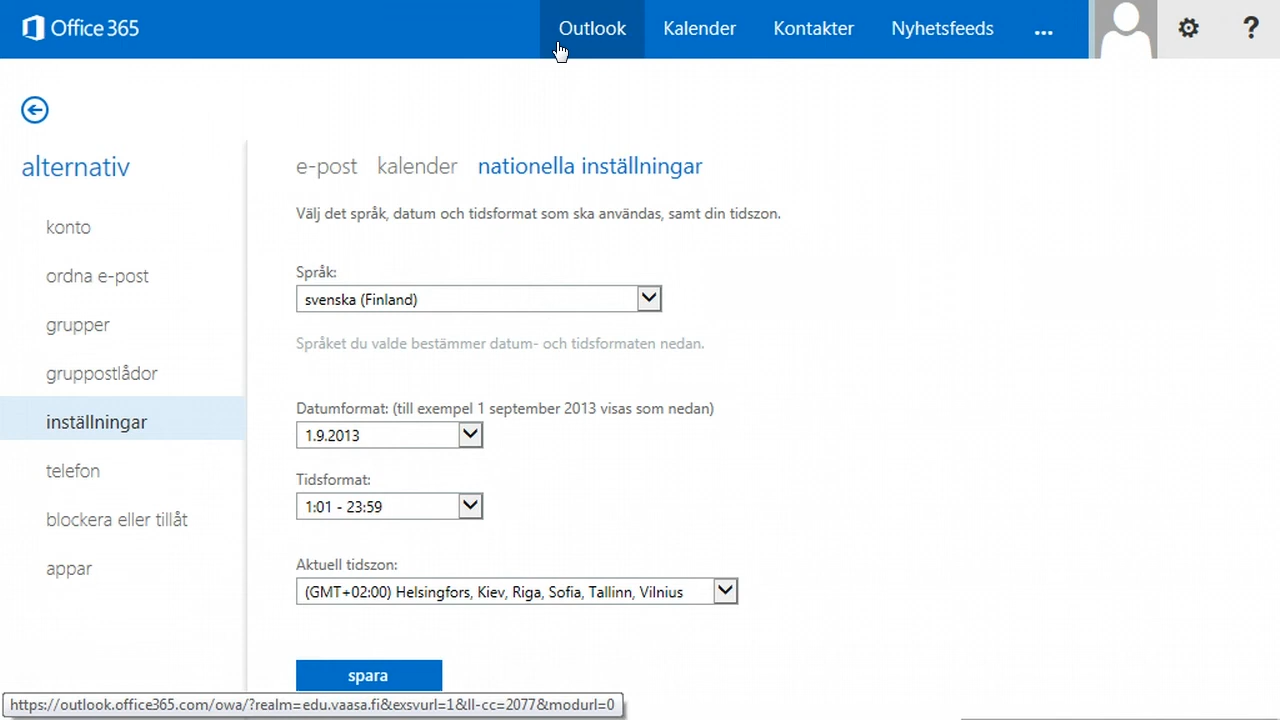 Office 365
Outlook Kalender Kontakter Nyhetsfeeds ... ?
alternativ
konto
ordna e-post
grupper
gruppostlådor
inställningar
telefon
blockera eller tillåt
appar
e-post kalender nationella inställningar
Välj det språk, datum och tidsformat som ska användas, samt din tidszon.
Språk:
svenska (Finland)
Språket du valde bestämmer datum- och tidsformaten nedan.
Datumformat: (till exempel 1 september 2013 visas som nedan)
1.9.2013
Tidsformat:
1:01 - 23:59
Aktuell tidszon:
(GMT+02:00) Helsingfors, Kiev, Riga, Sofia, Tallinn, Vilnius
spara
https://outlook.office365.com/owa/?realm=edu.vaasa.fi&exsvurl=1&ll-cc=2077&modurl=0